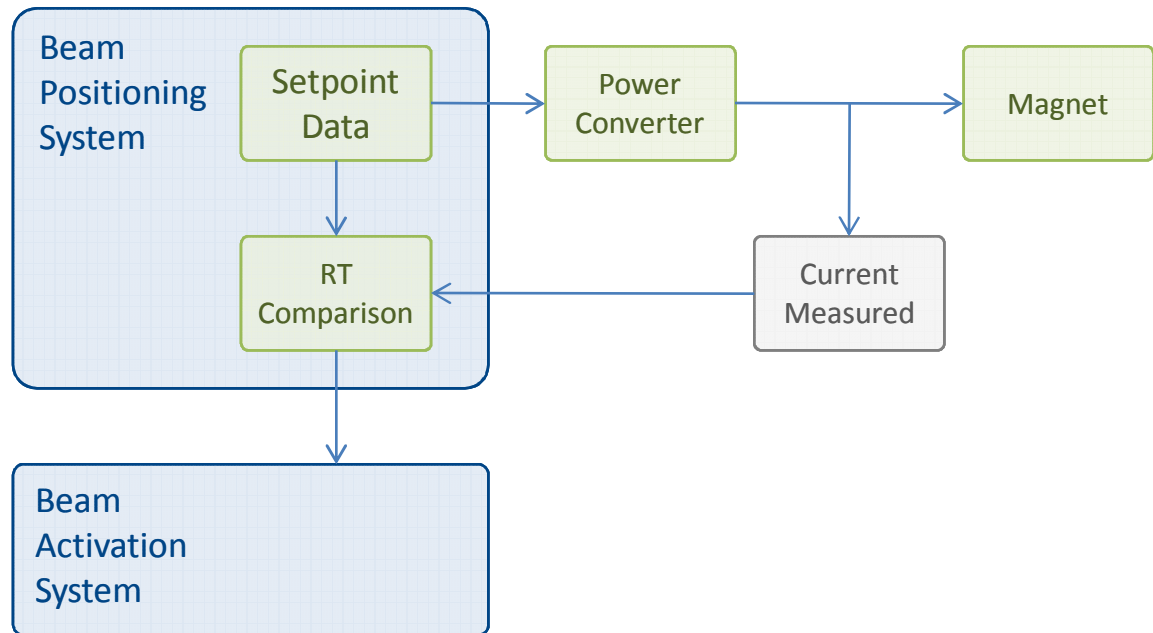 Beam
Positioning
System
Setpoint
Data
Power
Converter
Magnet
RT
Comparison
Current
Measured
Beam
Activation
System